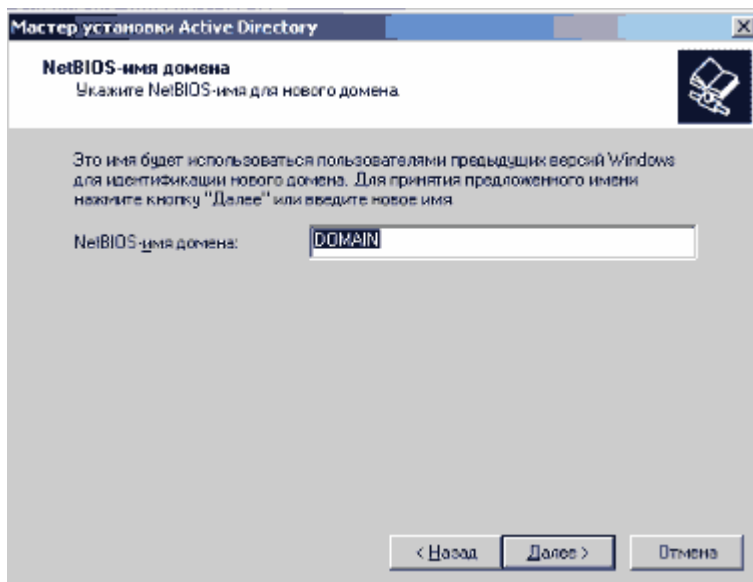 Мастер установки Active Directory
NetBIOS-имя домена
Укажите NetBIOS-имя для нового домена.
Это имя будет использоваться пользователями предыдущих версий Windows
для идентификации нового домена. Для принятия предложенного имени
нажмите кнопку "Далее" или введите новое имя.
NetBIOS-имя домена: DOMAIN
< Назад Далее > Отмена